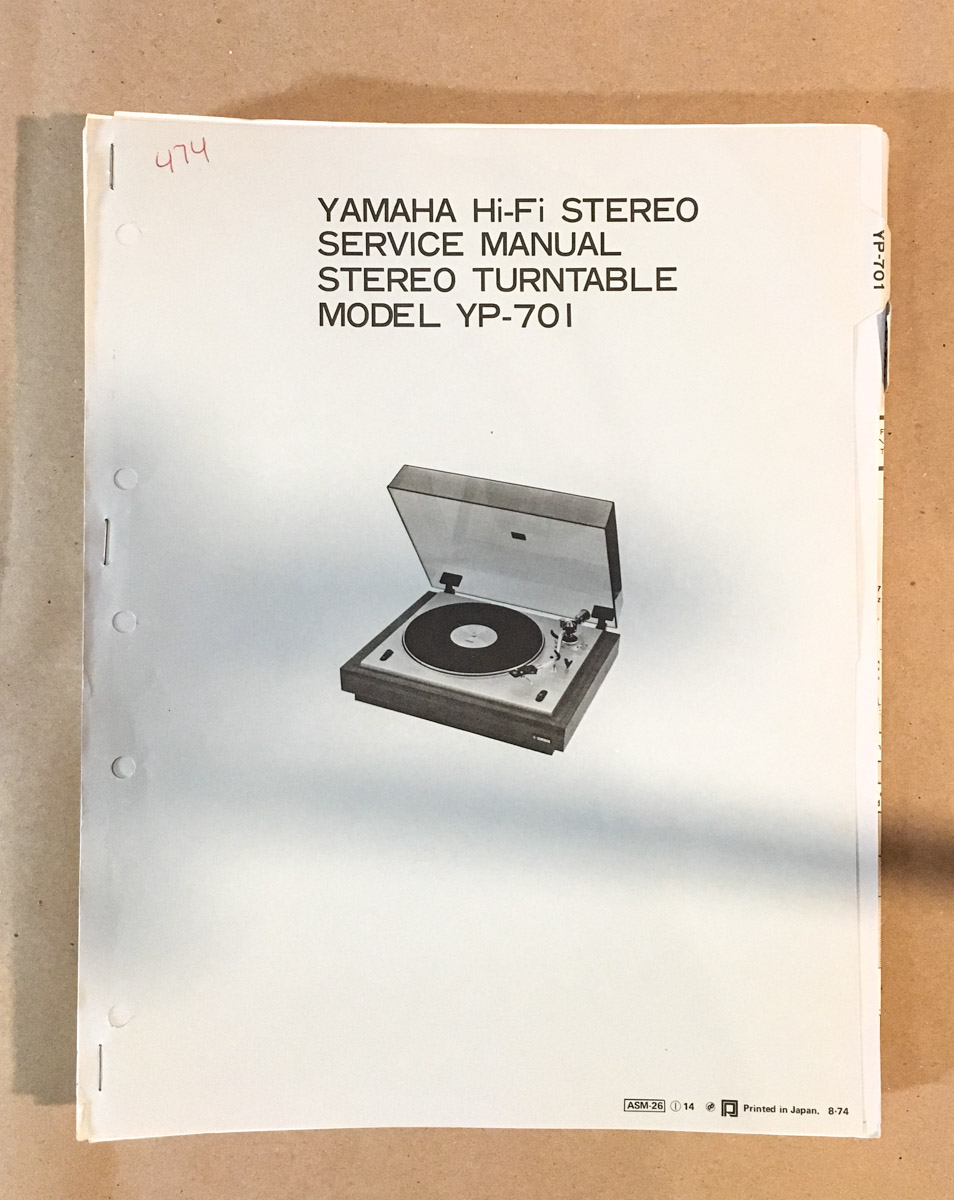 474
YAMAHA Hi-Fi STEREO
SERVICE MANUAL
STEREO TURNTABLE
MODEL YP-701
YP-701
ASM-26 Ⓘ 14 Printed in Japan. 8-74